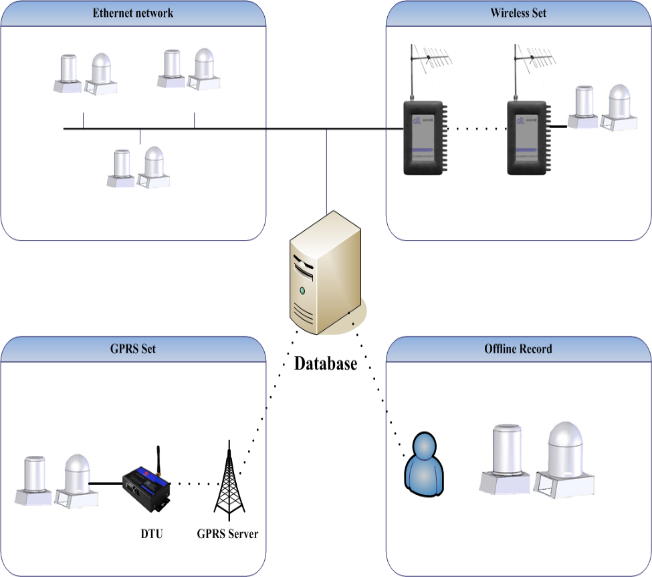 Ethernet network
Wireless Set
Database
GPRS Set
Offline Record
DTU
GPRS Server